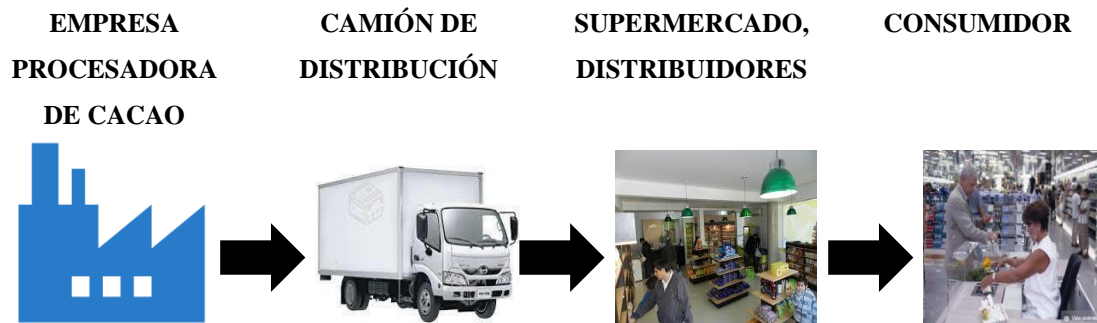 EMPRESA
PROCESADORA
DE CACAO
CAMIÓN DE
DISTRIBUCIÓN
SUPERMERCADO,
DISTRIBUIDORES
CONSUMIDOR